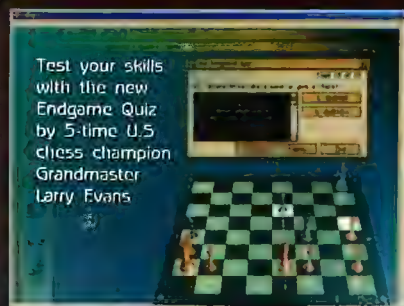 Test your skills
with the new
Endgame Quiz
by 5-time U.S
chess champion
Grandmaster
Larry Evans